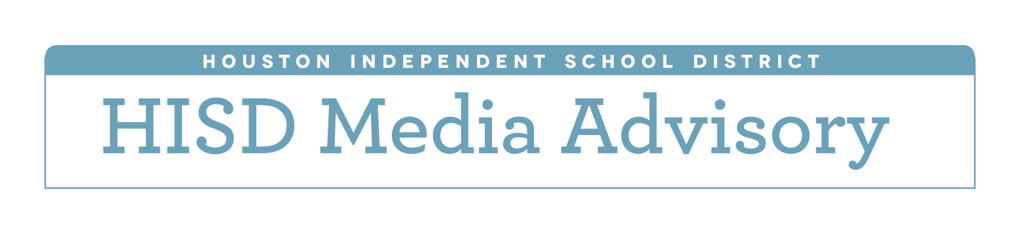 HOUSTON INDEPENDENT SCHOOL DISTRICT
HISD Media Advisory